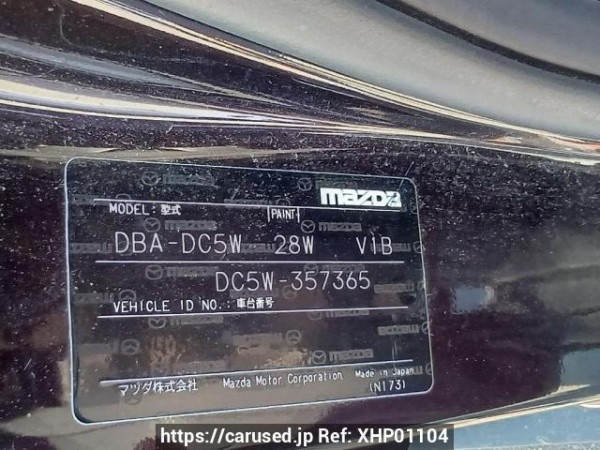 mazda
MODEL: 型式 PAINT
DBA-DC5W 28W V1B
DC5W-357365
VEHICLE ID NO.: 車台番号
マツダ株式会社 Mazda Motor Corporation Made in Japan
(N173)
https://carused.jp Ref: XHP01104